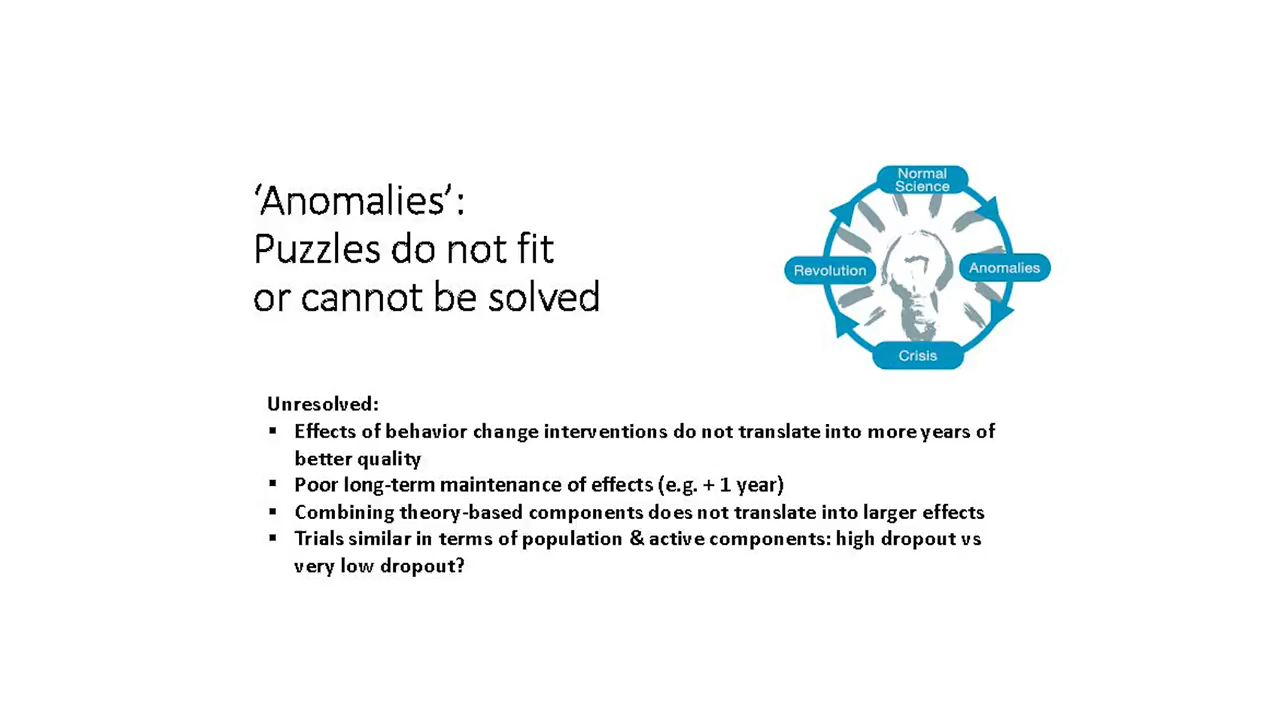 ‘Anomalies’:
Puzzles do not fit
or cannot be solved
Normal
Science
Revolution
Anomalies
Crisis
Unresolved:
▪ Effects of behavior change interventions do not translate into more years of
better quality
▪ Poor long-term maintenance of effects (e.g. + 1 year)
▪ Combining theory-based components does not translate into larger effects
▪ Trials similar in terms of population & active components: high dropout vs
very low dropout?